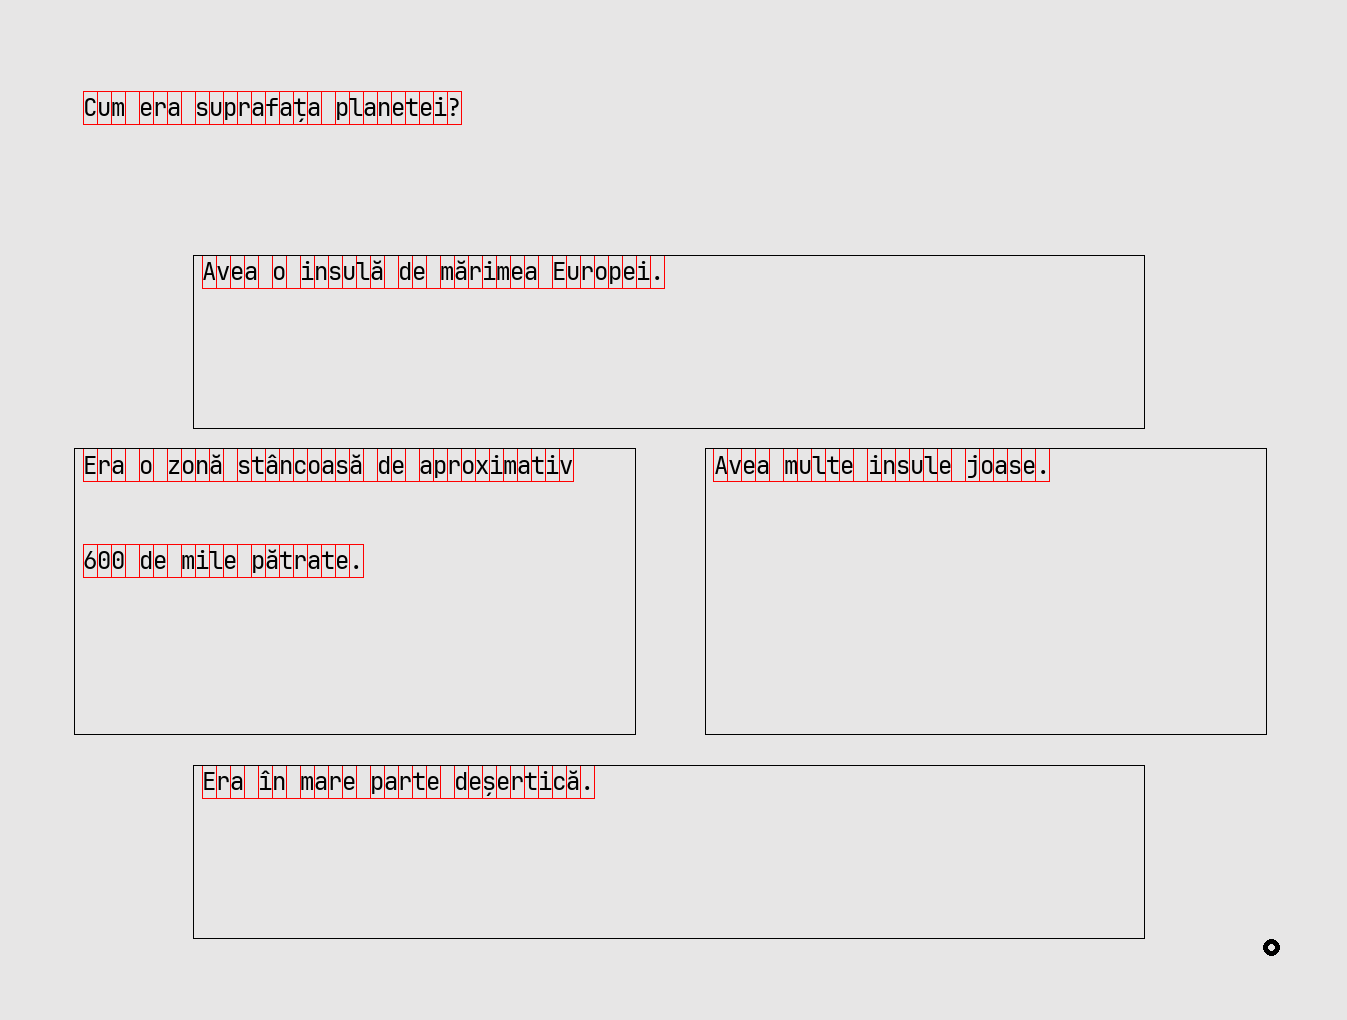 Cum era suprafața planetei?
Avea o insulă de mărimea Europei.
Era o zonă stâncoasă de aproximativ
600 de mile pătrate.
Avea multe insule joase.
Era în mare parte deșertică.